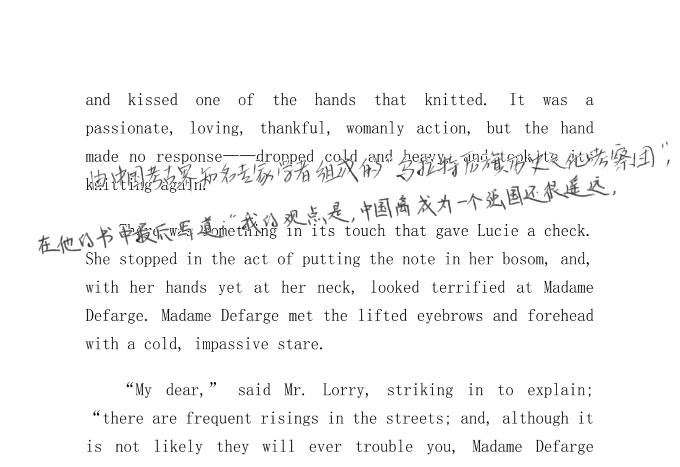 and kissed one of the hands that knitted. It was a
passionate, loving, thankful, womanly action, but the hand
made no response——dropped cold and heavy, and took to its
由中国考古界知名专家学者组成的“乌拉特后旗历史文化考察团”,
knitting again.
There was something in its touch that gave Lucie a check.
在他的书中最后写道:“我的观点是,中国离成为一个强国还很遥远,
She stopped in the act of putting the note in her bosom, and,
with her hands yet at her neck, looked terrified at Madame
Defarge. Madame Defarge met the lifted eyebrows and forehead
with a cold, impassive stare.
“My dear,” said Mr. Lorry, striking in to explain;
“there are frequent risings in the streets; and, although it
is not likely they will ever trouble you, Madame Defarge